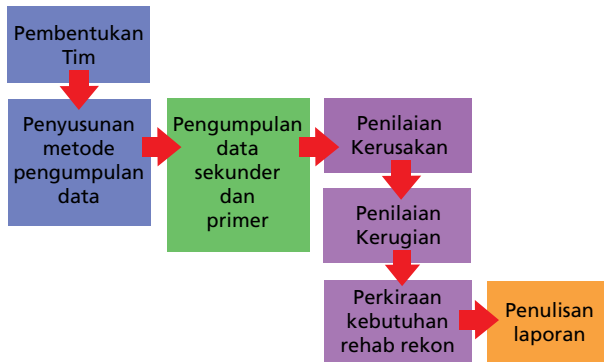 Pembentukan
Tim
Penyusunan
metode
pengumpulan
data
Pengumpulan
data
sekunder
dan
primer
Penilaian
Kerusakan
Penilaian
Kerugian
Perkiraan
kebutuhan
rehab rekon
Penulisan
laporan